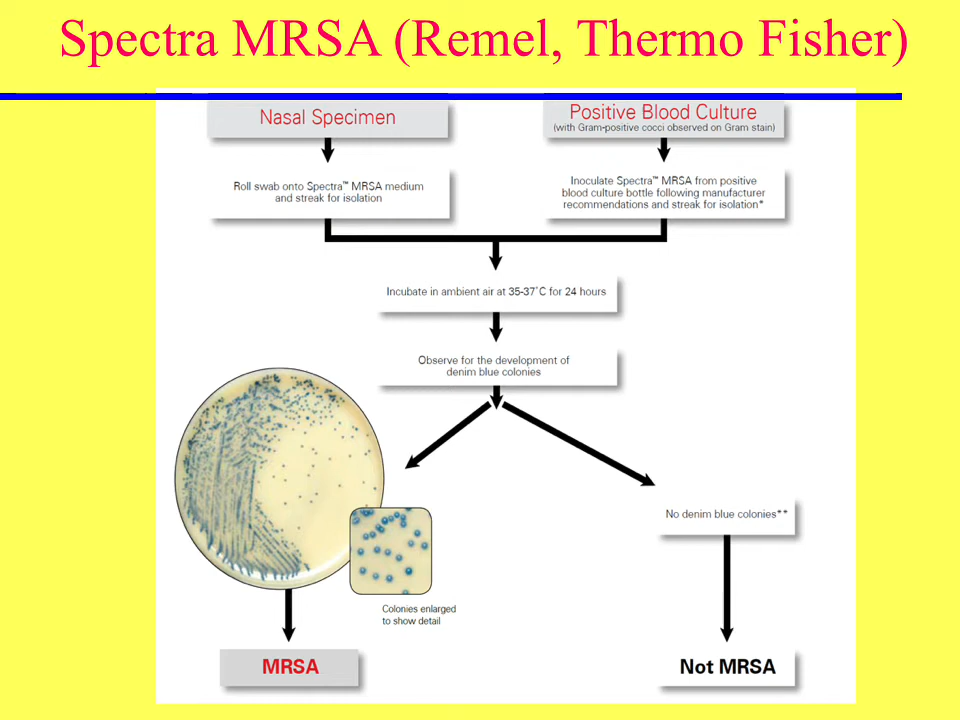 Spectra MRSA (Remel, Thermo Fisher)
Nasal Specimen
Positive Blood Culture
(with Gram-positive cocci observed on Gram stain)
Roll swab onto Spectra™ MRSA medium
and streak for isolation
Inoculate Spectra™ MRSA from positive
blood culture bottle following manufacturer
recommendations and streak for isolation*
Incubate in ambient air at 35-37°C for 24 hours
Observe for the development of
denim blue colonies
No denim blue colonies**
Colonies enlarged
to show detail
MRSA
Not MRSA